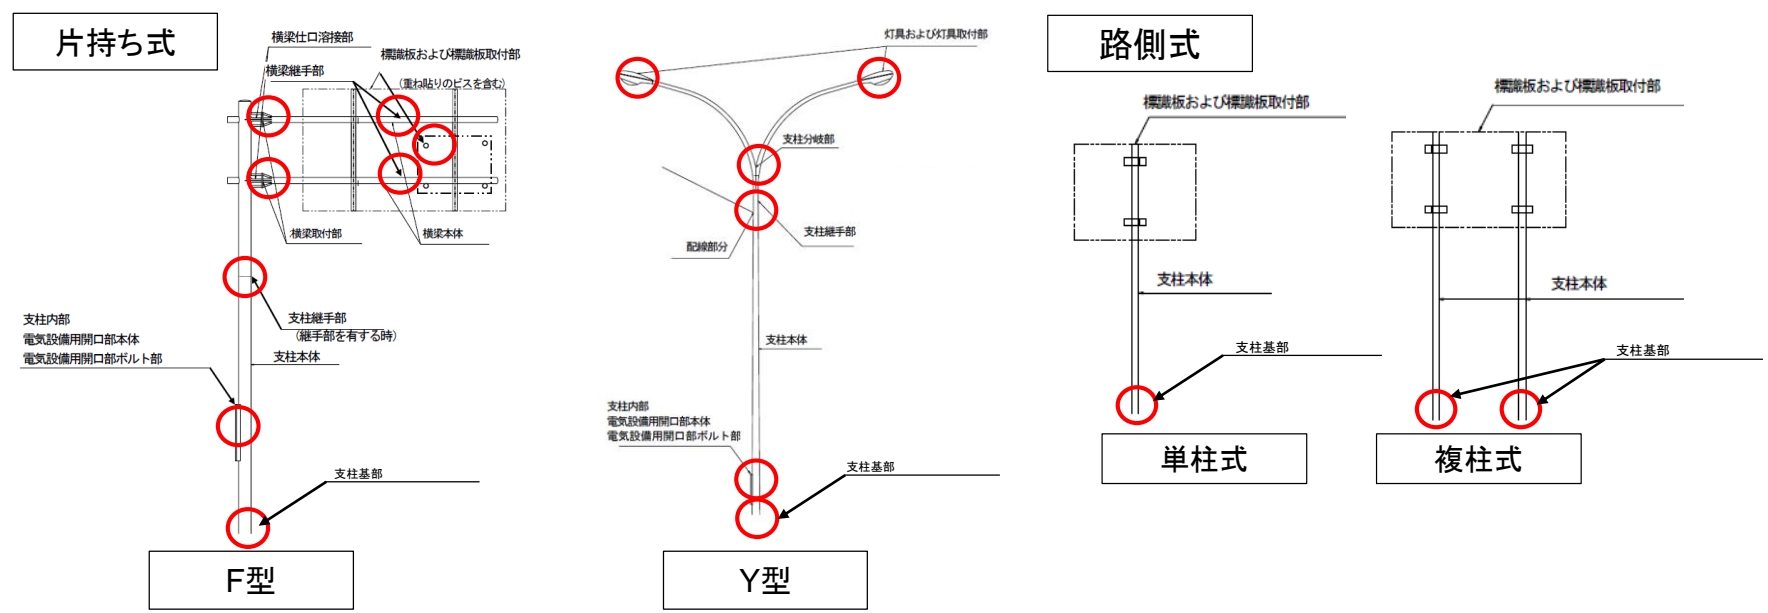 片持ち式
横梁仕口溶接部
標識板および標識板取付部
横梁継手部
(重ね貼りのビスを含む)
横梁取付部
横梁本体
支柱継手部
(継手部を有する時)
支柱内部
電気設備用開口部本体
電気設備用開口部ボルト部
支柱本体
支柱基部
F型
灯具および灯具取付部
支柱分岐部
支柱継手部
配線部分
支柱本体
支柱内部
電気設備用開口部本体
電気設備用開口部ボルト部
支柱基部
Y型
路側式
標識板および標識板取付部
支柱本体
支柱基部
単柱式
標識板および標識板取付部
支柱本体
支柱基部
複柱式